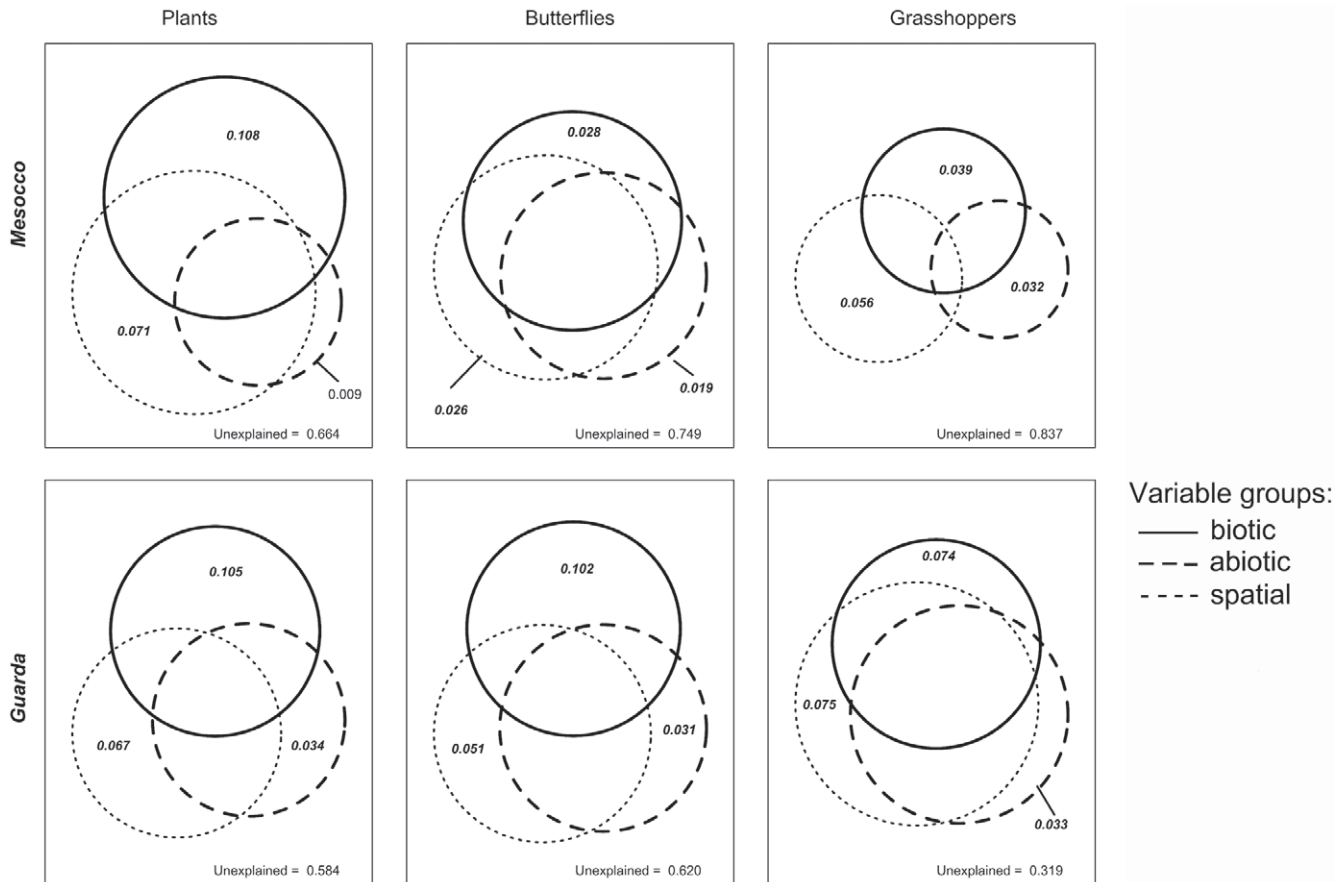 Plants
Butterflies
Grasshoppers
Mesocco
0.108
0.071
0.009
Unexplained = 0.664
0.028
0.026
0.019
Unexplained = 0.749
0.039
0.056
0.032
Unexplained = 0.837
Guarda
0.105
0.067
0.034
Unexplained = 0.584
0.102
0.051
0.031
Unexplained = 0.620
0.074
0.075
0.033
Unexplained = 0.319
Variable groups:
biotic
abiotic
spatial